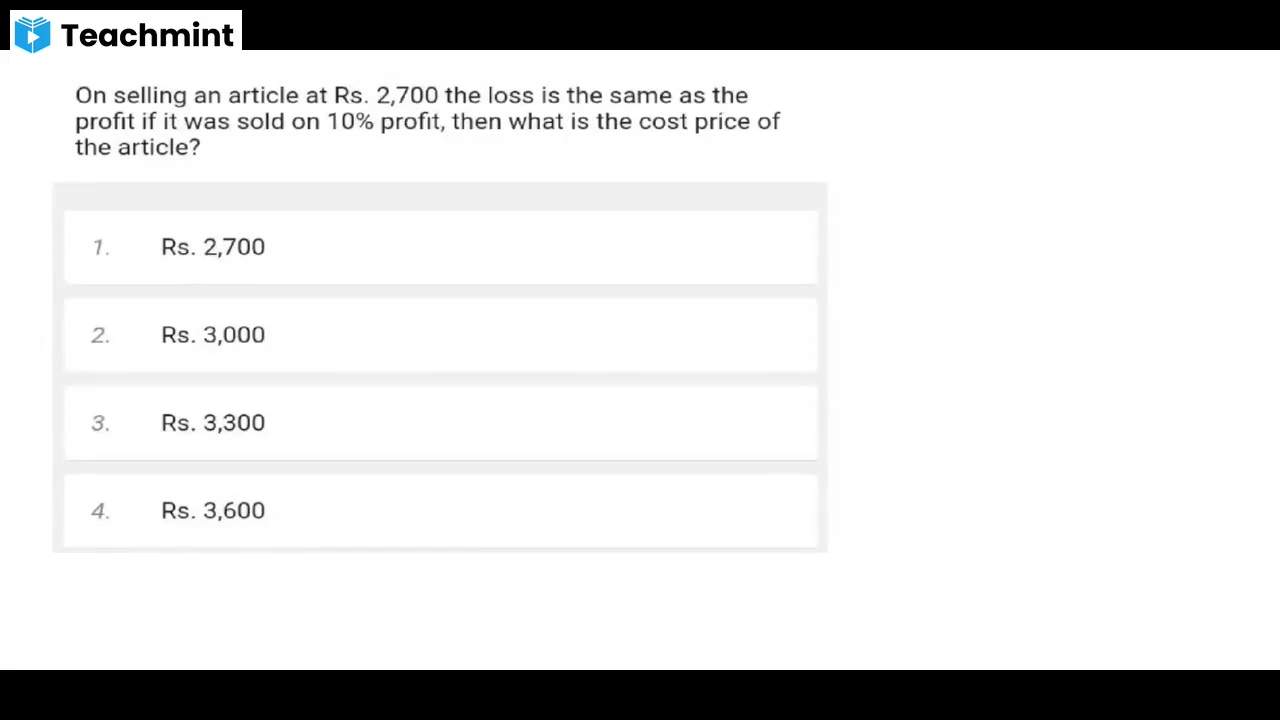 Teachmint
On selling an article at Rs. 2,700 the loss is the same as the
profit if it was sold on 10% profit, then what is the cost price of
the article?
1. Rs. 2,700
2. Rs. 3,000
3. Rs. 3,300
4. Rs. 3,600